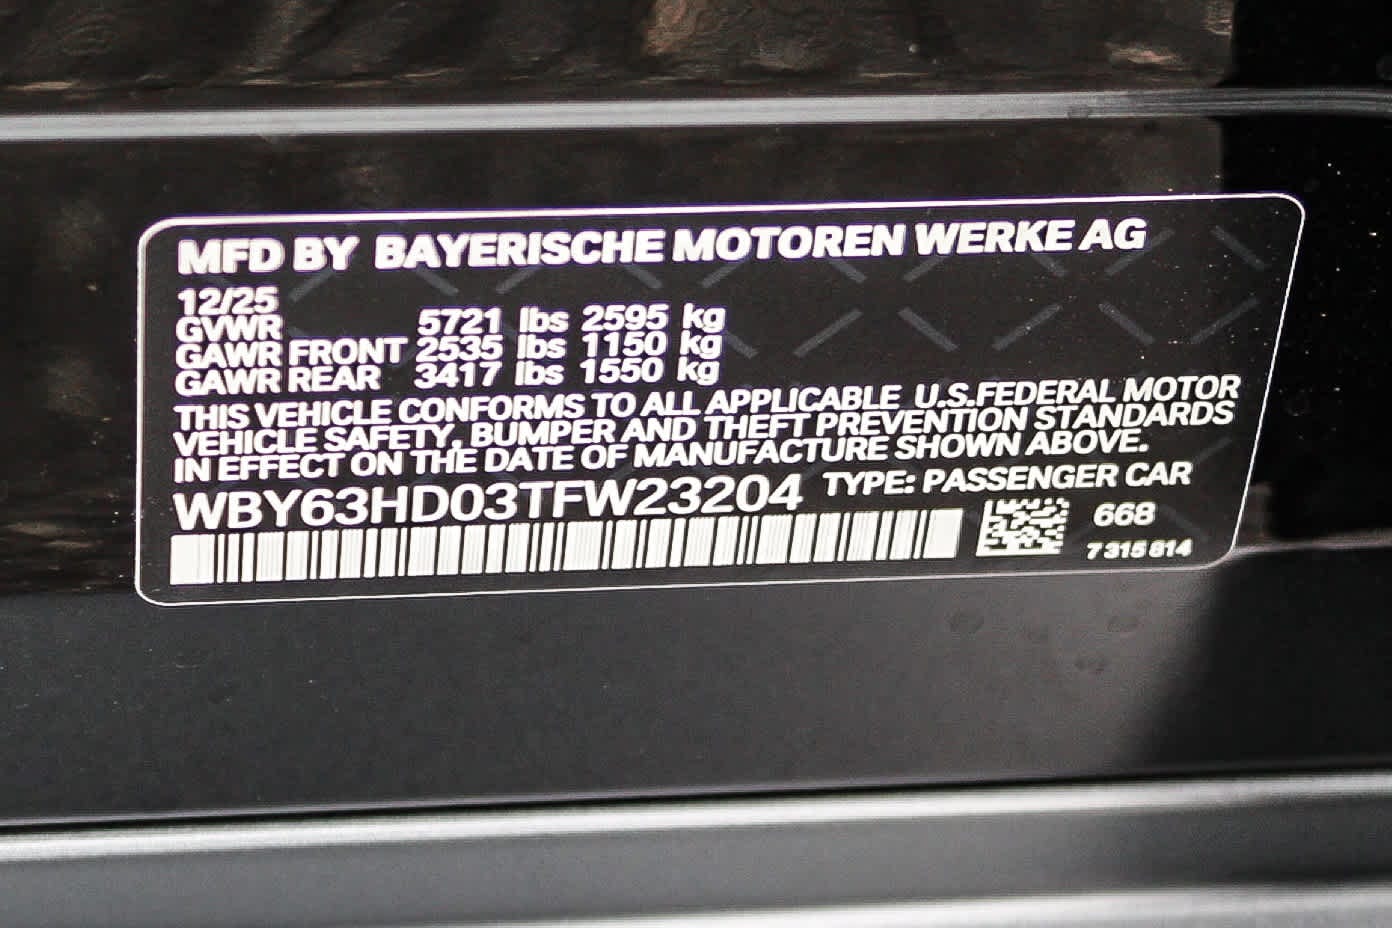 MFD BY BAYERISCHE MOTOREN WERKE AG
12/25
GVWR 5721 lbs 2595 kg
GAWR FRONT 2535 lbs 1150 kg
GAWR REAR 3417 lbs 1550 kg
THIS VEHICLE CONFORMS TO ALL APPLICABLE U.S.FEDERAL MOTOR
VEHICLE SAFETY, BUMPER AND THEFT PREVENTION STANDARDS
IN EFFECT ON THE DATE OF MANUFACTURE SHOWN ABOVE.
WBY63HD03TFW23204 TYPE: PASSENGER CAR
668
7 315 814